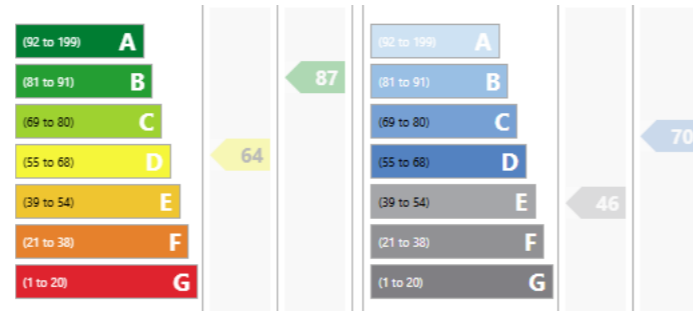 (92 to 199) A
(81 to 91) B
(69 to 80) C
(55 to 68) D
(39 to 54) E
(21 to 38) F
(1 to 20) G
64
87
(92 to 199) A
(81 to 91) B
(69 to 80) C
(55 to 68) D
(39 to 54) E
(21 to 38) F
(1 to 20) G
46
70